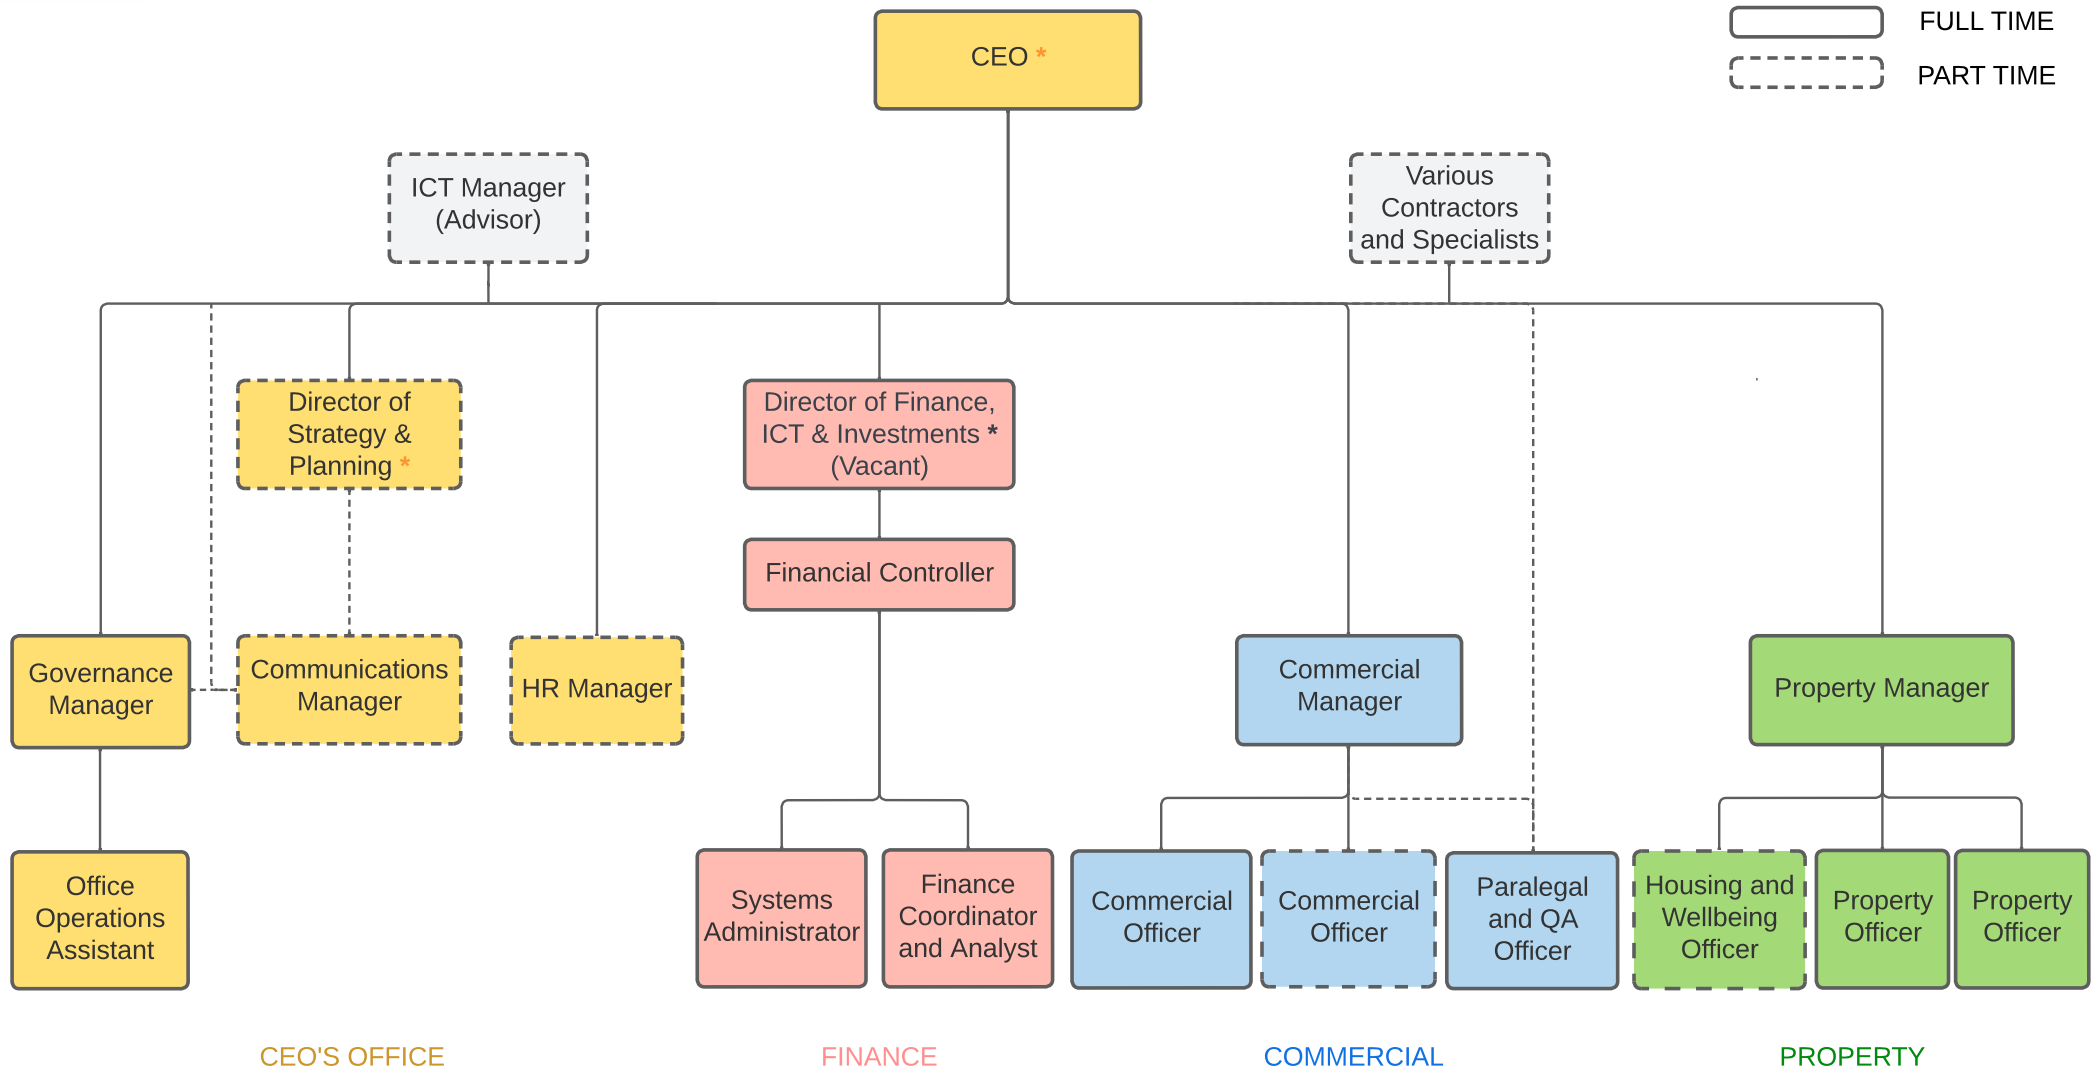 CEO *
FULL TIME
PART TIME
ICT Manager
(Advisor)
Various
Contractors
and Specialists
Director of
Strategy &
Planning *
Director of Finance,
ICT & Investments *
(Vacant)
Financial Controller
Governance
Manager
Communications
Manager
HR Manager
Commercial
Manager
Property Manager
Office
Operations
Assistant
Systems
Administrator
Finance
Coordinator
and Analyst
Commercial
Officer
Commercial
Officer
Paralegal
and QA
Officer
Housing and
Wellbeing
Officer
Property
Officer
Property
Officer
CEO'S OFFICE
FINANCE
COMMERCIAL
PROPERTY